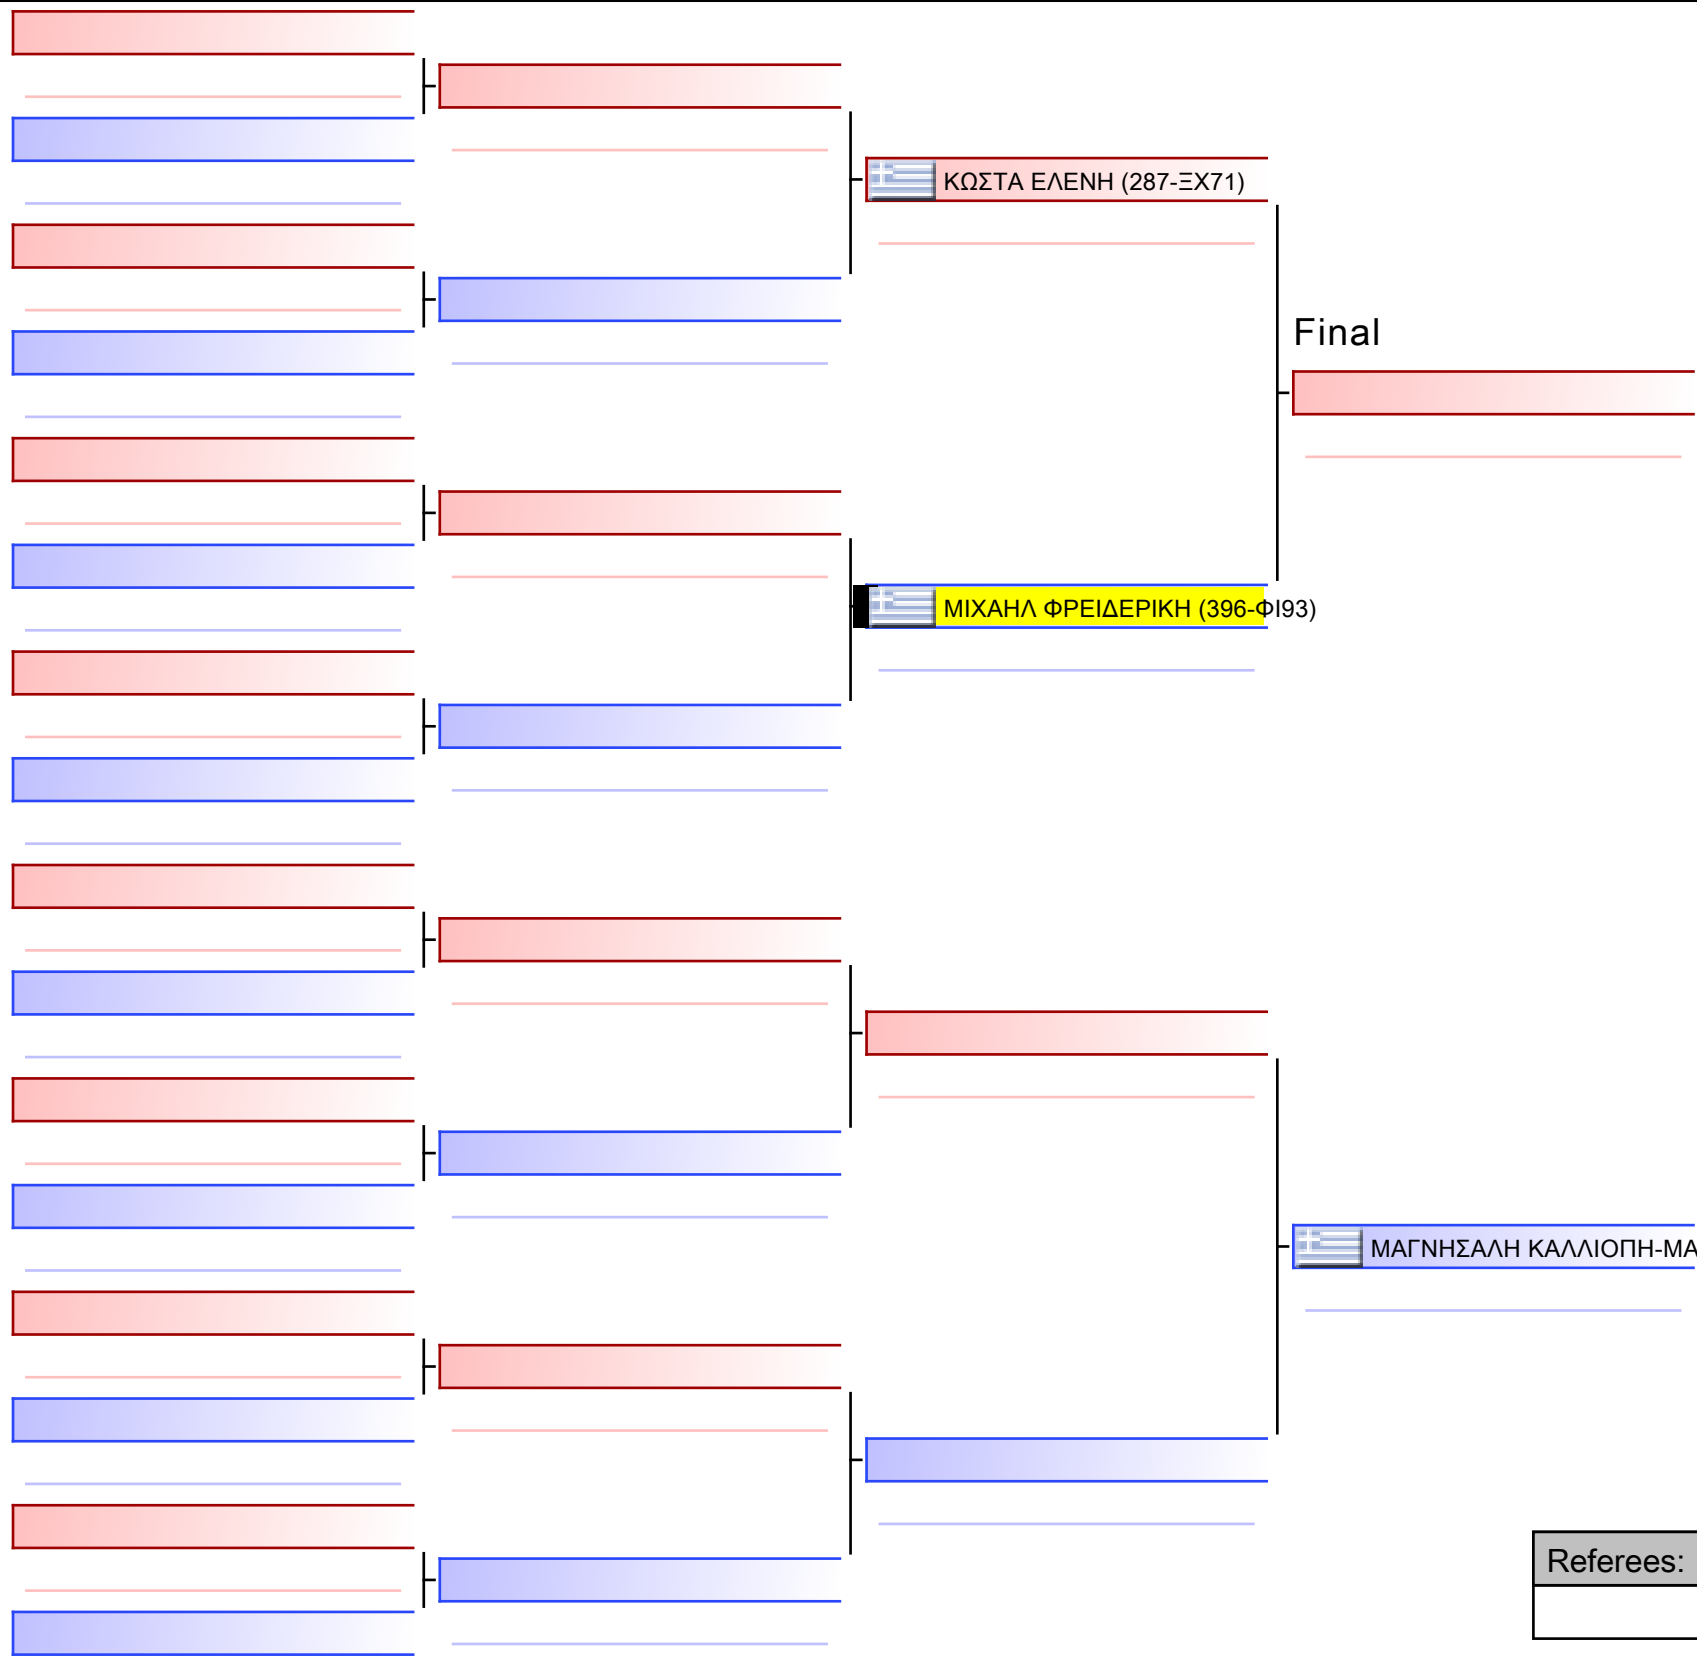 ΚΩΣΤΑ ΕΛΕΝΗ (287-ΞΧ71)
Final
ΜΙΧΑΗΛ ΦΡΕΙΔΕΡΙΚΗ (396-ΦΙ93)
ΜΑΓΝΗΣΑΛΗ ΚΑΛΛΙΟΠΗ-ΜΑ
Referees: